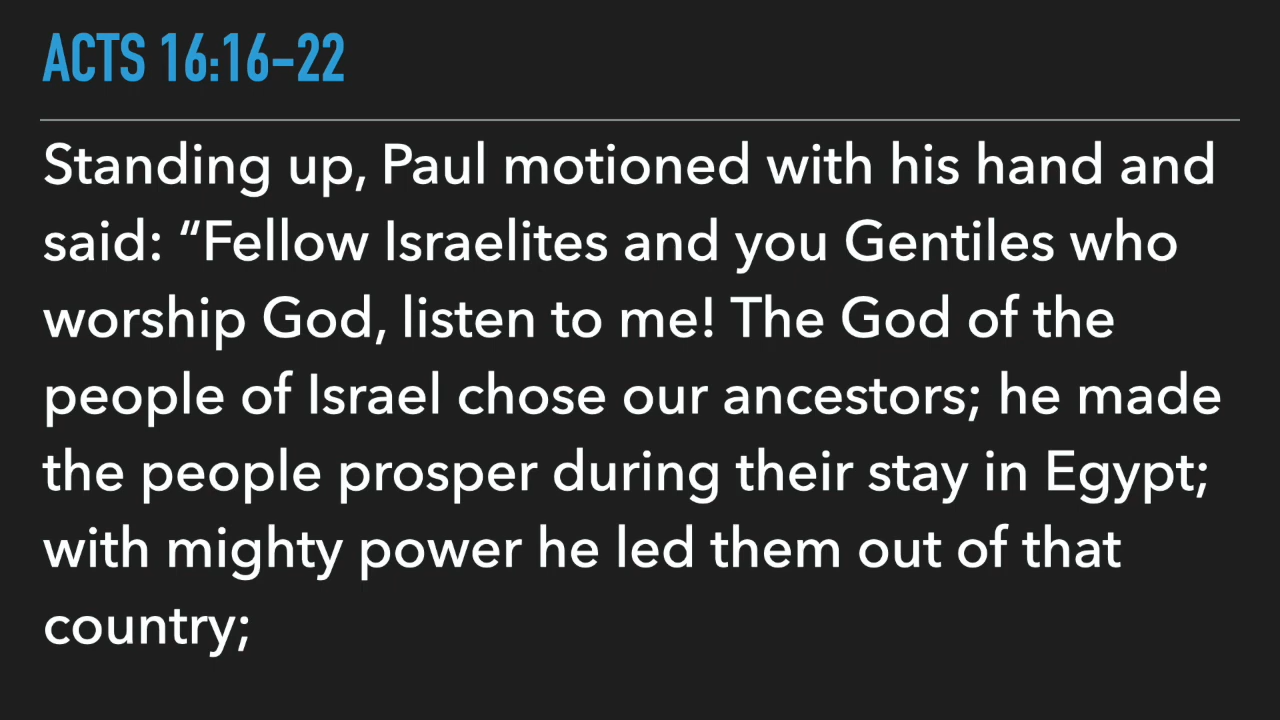 ACTS 16:16–22
Standing up, Paul motioned with his hand and
said: “Fellow Israelites and you Gentiles who
worship God, listen to me! The God of the
people of Israel chose our ancestors; he made
the people prosper during their stay in Egypt;
with mighty power he led them out of that
country;